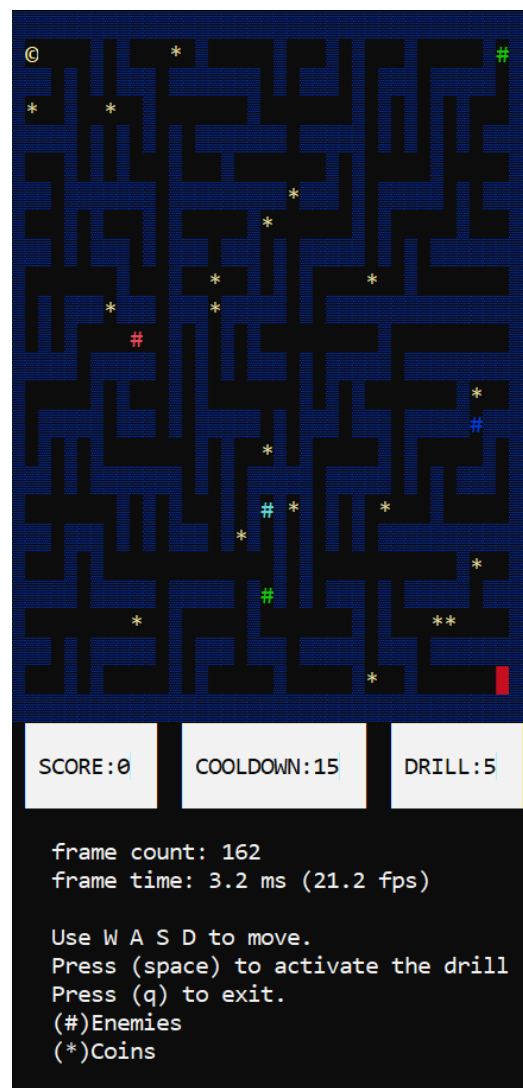 ©
*
#
*
*
*
*
*
*
*
*
#
*
#
*
#
*
*
*
*
#
*
**
*
SCORE:0
COOLDOWN:15
DRILL:5
frame count: 162
frame time: 3.2 ms (21.2 fps)
Use W A S D to move.
Press (space) to activate the drill
Press (q) to exit.
(#)Enemies
(*)Coins